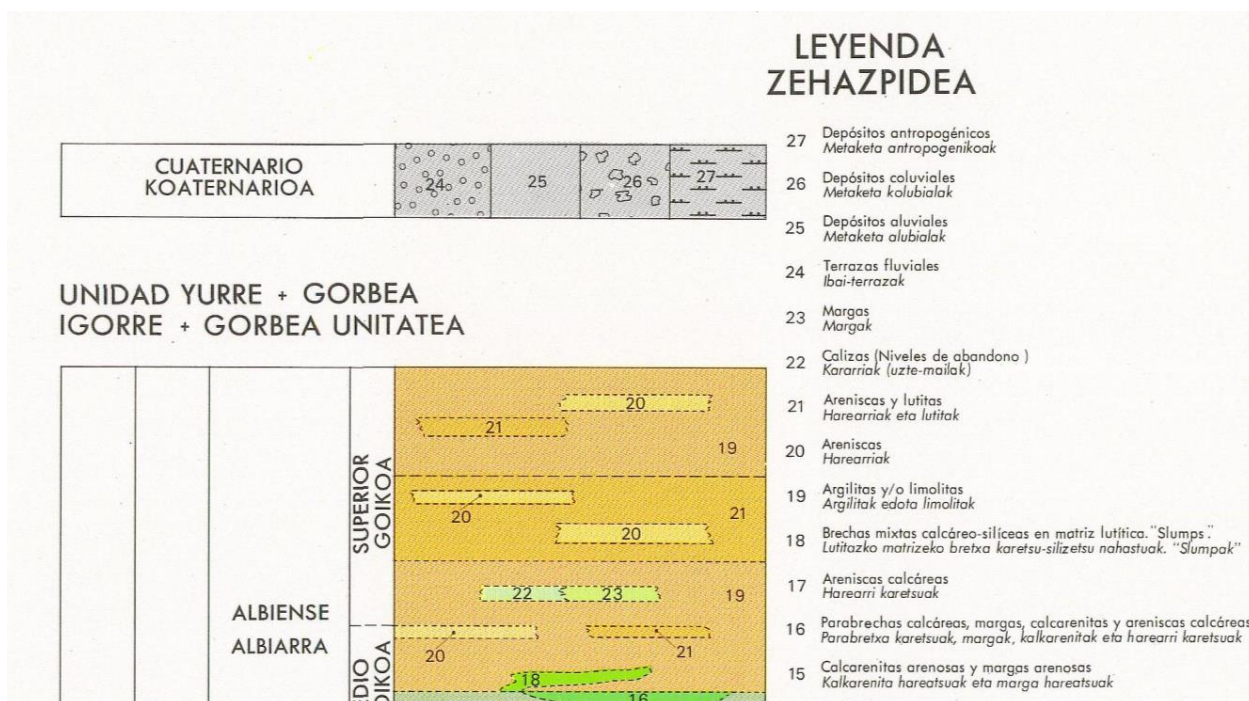 LEYENDA
ZEHAZPIDEA
CUATERNARIO
KOATERNARIOA
24
25
26
27
UNIDAD YURRE + GORBEA
IGORRE + GORBEA UNITATEA
20
21
19
SUPERIOR
GOIKOA
20
21
20
22
23
19
ALBIENSE
ALBIARRA
20
21
18
16
27 Depósitos antropogénicos
Metaketa antropogenikoak
26 Depósitos coluviales
Metaketa kolubialak
25 Depósitos aluviales
Metaketa alubialak
24 Terrazas fluviales
Ibai-terrazak
23 Margas
Margak
22 Calizas (Niveles de abandono )
Kararriak (uzte-mailak)
21 Areniscas y lutitas
Harearriak eta lutitak
20 Areniscas
Harearriak
19 Argilitas y/o limolitas
Argilitak edota limolitak
18 Brechas mixtas calcáreo-silíceas en matriz lutítica. "Slumps."
Lutitazko matrizeko bretxa karetsu-silizetsu nahastuak. "Slumpak"
17 Areniscas calcáreas
Harearri karetsuak
16 Parabrechas calcáreas, margas, calcarenitas y areniscas calcáreas
Parabretxa karetsuak, margak, kalkarenitak eta harearri karetsuak
15 Calcarenitas arenosas y margas arenosas
Kalkarenita hareatsuak eta marga hareatsuak